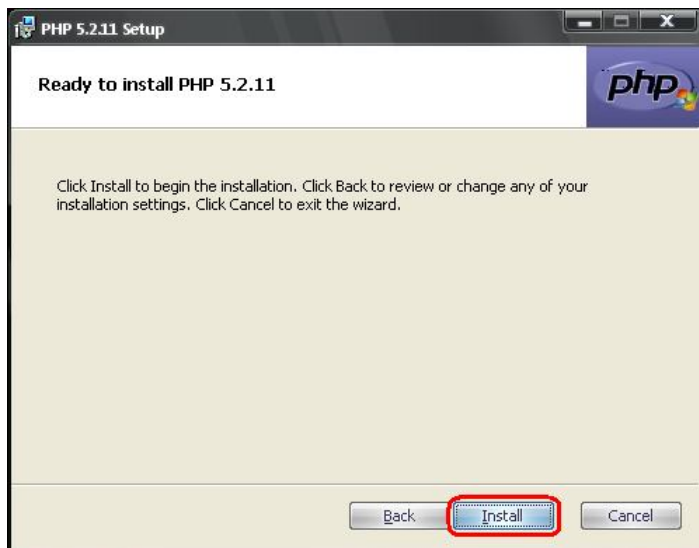 PHP 5.2.11 Setup
Ready to install PHP 5.2.11
php
Click Install to begin the installation. Click Back to review or change any of your
installation settings. Click Cancel to exit the wizard.
Back
Install
Cancel